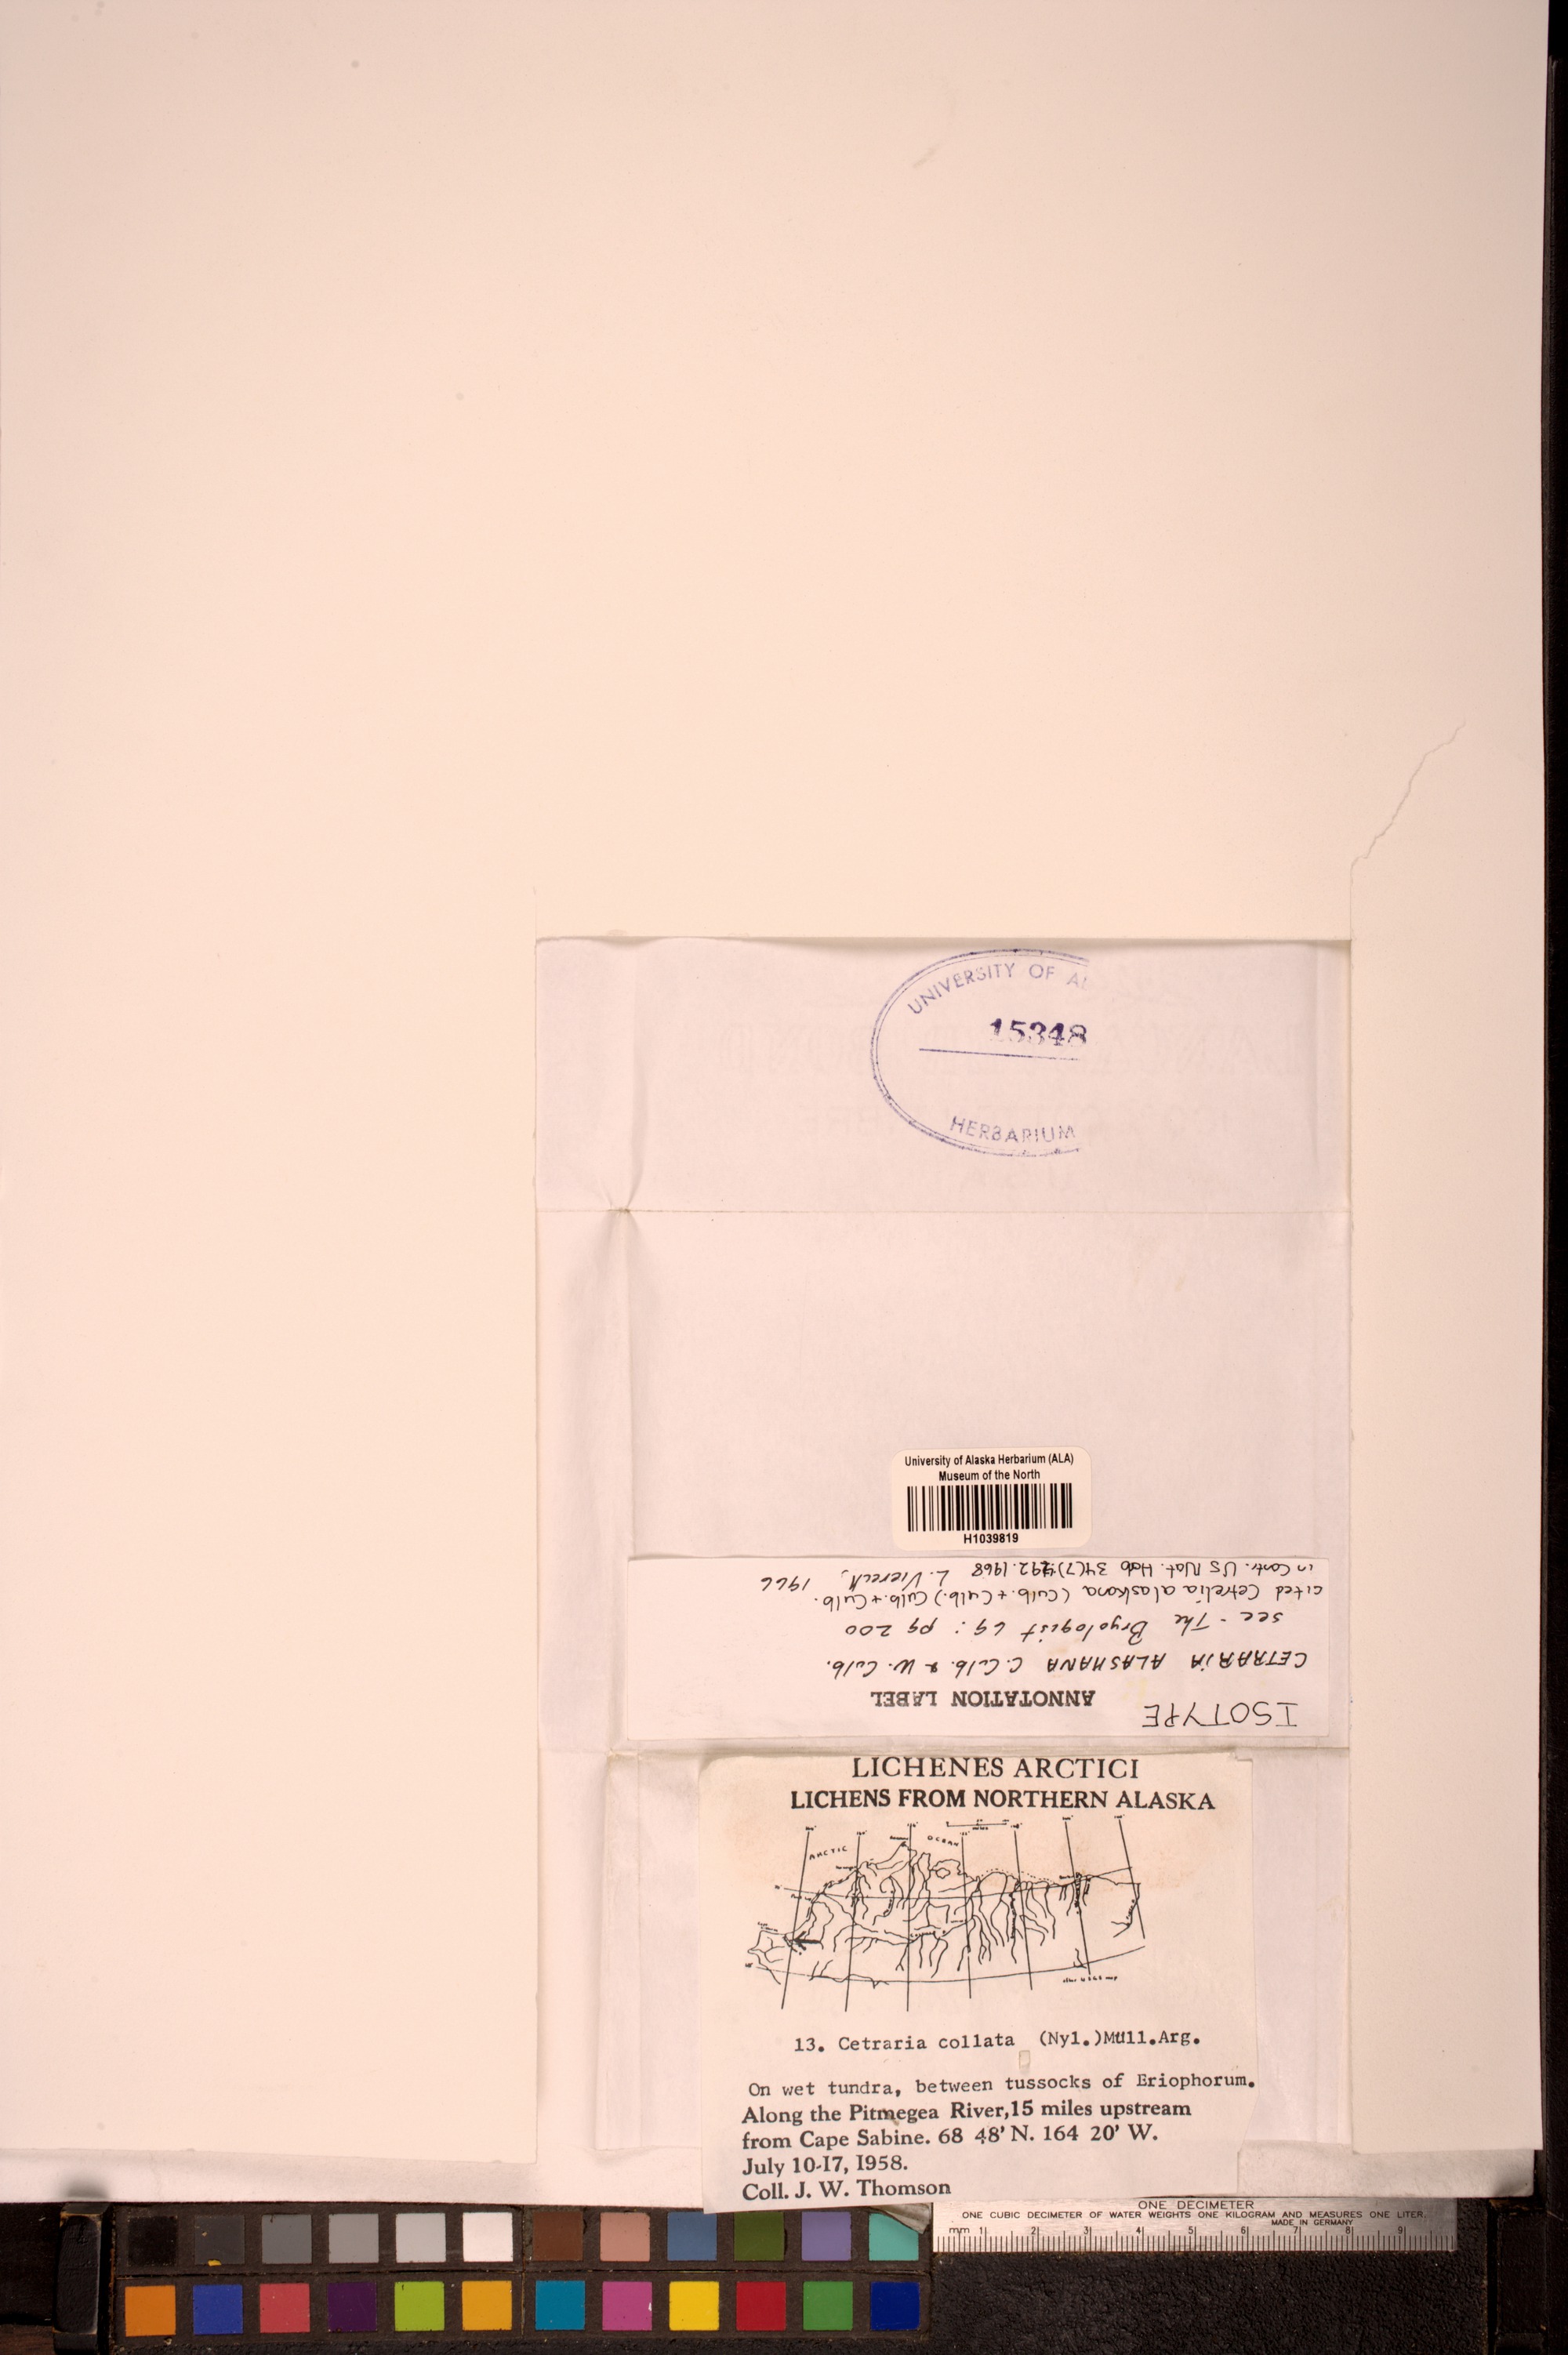 UNIVERSITY OF AL
15348
HERBARIUM
University of Alaska Herbarium (ALA)
Museum of the North
H1039819
ISOTYPE
ANNOTATION LABEL
CETRARIA ALASKANA C. Culb. & W. Culb.
see - The Bryologist 69: pg 200
cited Cetrelia alaskana (Culb. + Culb.) Culb. + Culb.
in Contr. US Nat. Hab 34(7) 492. 1968 L. Viereck, 1966
LICHENES ARCTICI
LICHENS FROM NORTHERN ALASKA
ARCTIC
OCEAN
13. Cetraria collata (Nyl.)Müll.Arg.
On wet tundra, between tussocks of Eriophorum.
Along the Pitmegea River,15 miles upstream
from Cape Sabine. 68 48' N. 164 20' W.
July 10-17, 1958.
Coll. J. W. Thomson
ONE DECIMETER
ONE CUBIC DECIMETER OF WATER WEIGHTS ONE KILOGRAM AND MEASURES ONE LITER.
MADE IN GERMANY
mm 1 2 3 4 5 6 7 8 9